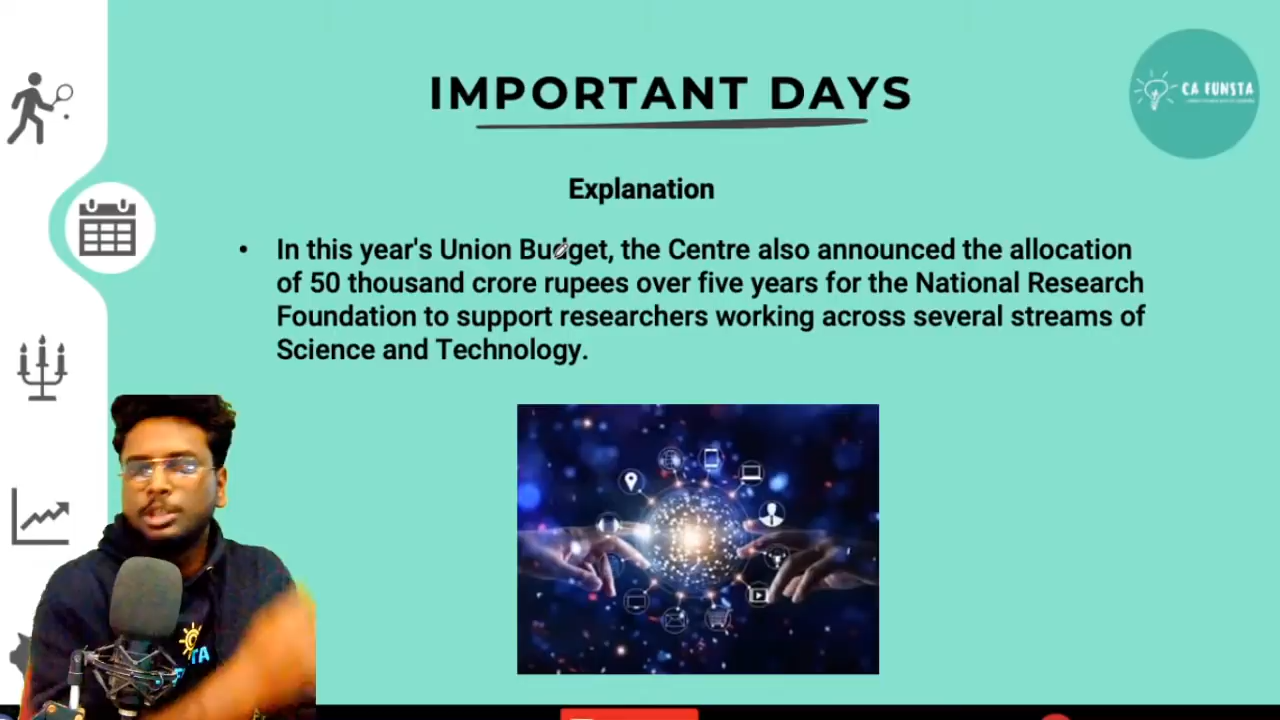 IMPORTANT DAYS
CA FUNSTA
Explanation
• In this year's Union Budget, the Centre also announced the allocation
of 50 thousand crore rupees over five years for the National Research
Foundation to support researchers working across several streams of
Science and Technology.
TA